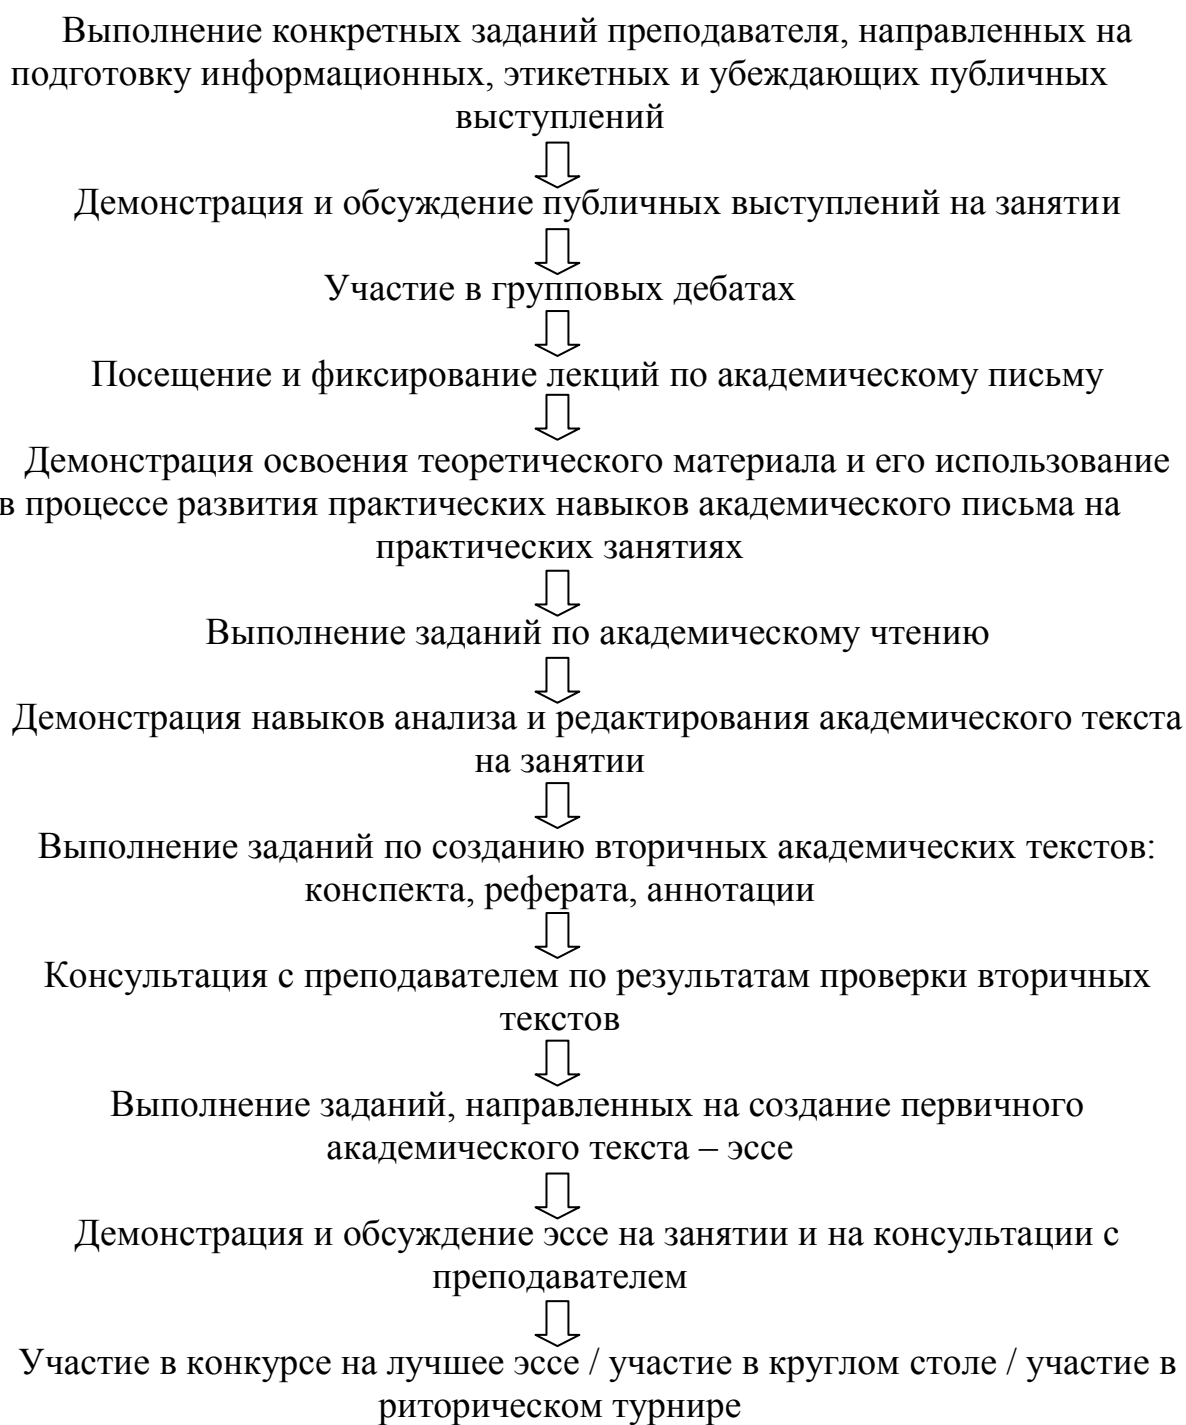 Выполнение конкретных заданий преподавателя, направленных на
подготовку информационных, этикетных и убеждающих публичных
выступлений
Демонстрация и обсуждение публичных выступлений на занятии
Участие в групповых дебатах
Посещение и фиксирование лекций по академическому письму
Демонстрация освоения теоретического материала и его использование
в процессе развития практических навыков академического письма на
практических занятиях
Выполнение заданий по академическому чтению
Демонстрация навыков анализа и редактирования академического текста
на занятии
Выполнение заданий по созданию вторичных академических текстов:
конспекта, реферата, аннотации
Консультация с преподавателем по результатам проверки вторичных
текстов
Выполнение заданий, направленных на создание первичного
академического текста – эссе
Демонстрация и обсуждение эссе на занятии и на консультации с
преподавателем
Участие в конкурсе на лучшее эссе / участие в круглом столе / участие в
риторическом турнире